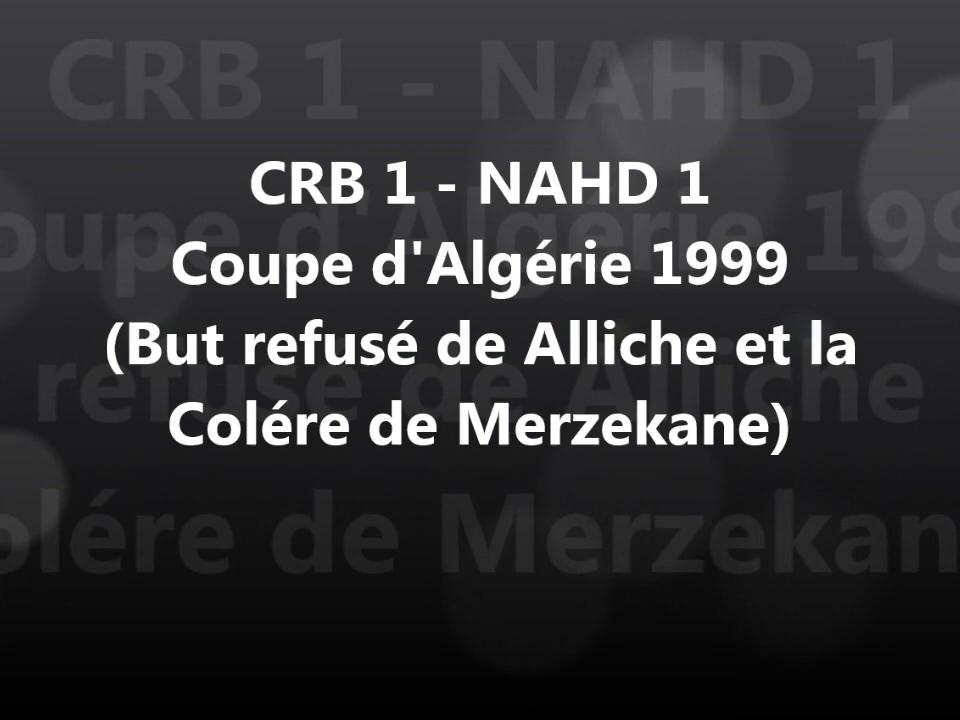 CRB 1 - NAHD 1
Coupe d'Algérie 1999
(But refusé de Alliche et la
Colére de Merzekane)